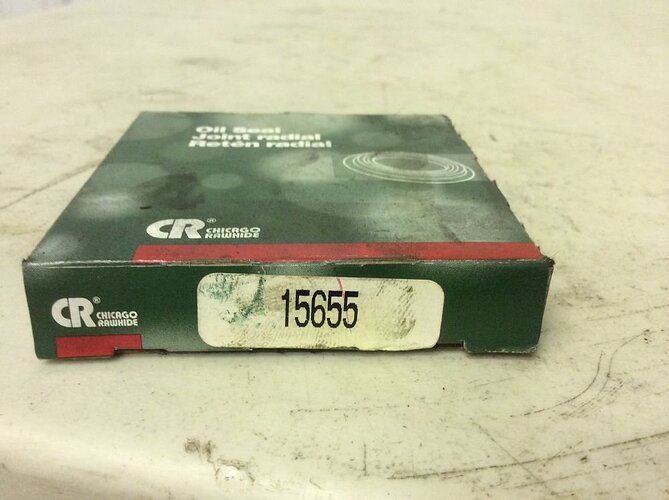 Oil Seal
Joint radial
Retén radial
CR® CHICAGO
RAWHIDE
CR® CHICAGO
RAWHIDE
15655